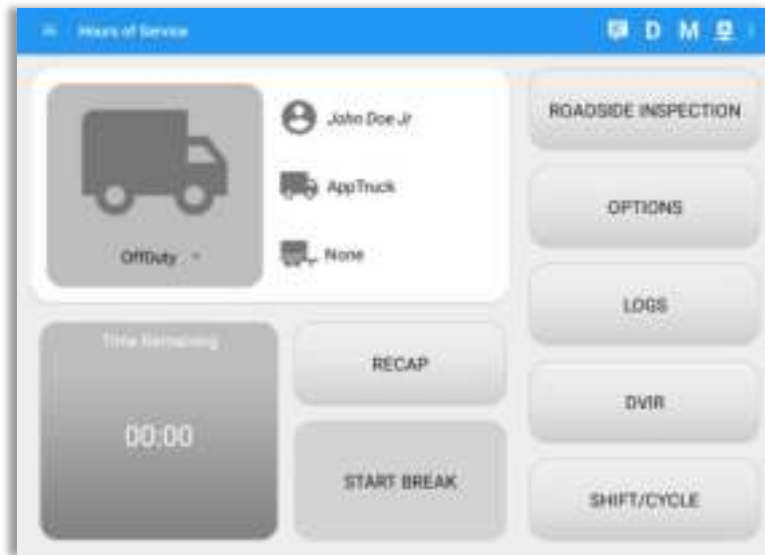 Hours of Service
D M
John Doe Jr
AppTruck
OffDuty
None
Time Remaining
00:00
RECAP
START BREAK
ROADSIDE INSPECTION
OPTIONS
LOGS
DVIR
SHIFT/CYCLE